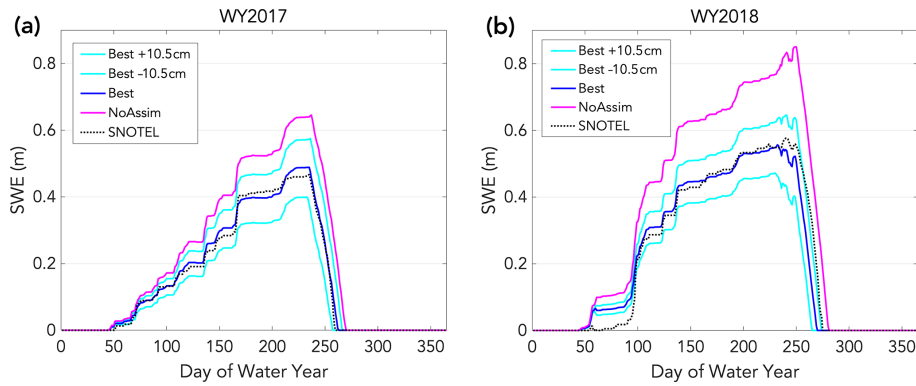 WY2017
(a)
Best +10.5cm
Best −10.5cm
Best
NoAssim
SNOTEL
SWE (m)
0.8
0.6
0.4
0.2
0
0 50 100 150 200 250 300 350
Day of Water Year
WY2018
(b)
Best +10.5cm
Best −10.5cm
Best
NoAssim
SNOTEL
SWE (m)
0.8
0.6
0.4
0.2
0
0 50 100 150 200 250 300 350
Day of Water Year